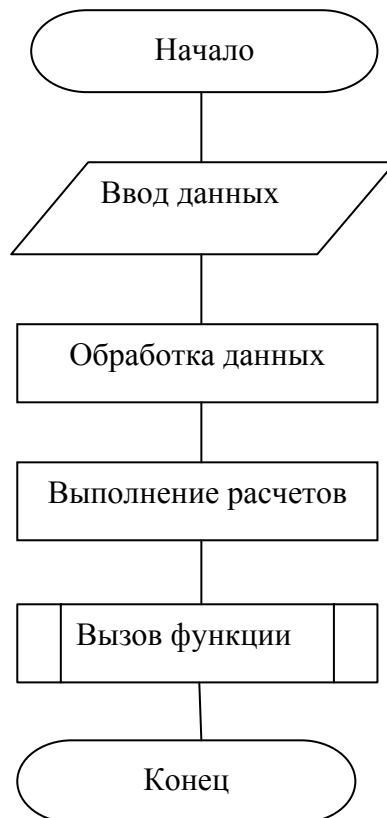 Начало
Ввод данных
Обработка данных
Выполнение расчетов
Вызов функции
Конец